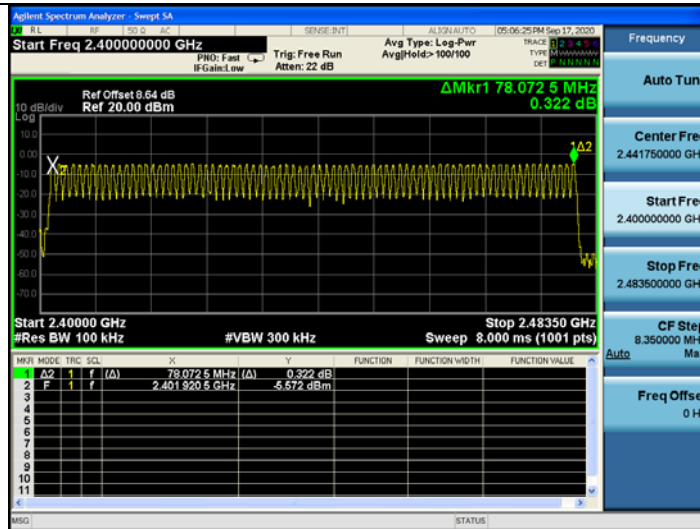 Agilent Spectrum Analyzer - Swept SA
RL RF 50 Ω AC SENSE:INT ALIGN AUTO 05:06:25 PM Sep 17, 2020
Start Freq 2.400000000 GHz
PNO: Fast
IFGain:Low
Trig: Free Run
Atten: 22 dB
Avg Type: Log-Pwr
Avg|Hold:> 100/100
TRACE 1 2 3 4 5 6
TYPE M
DET P N N N N N
Ref Offset 8.64 dB
Ref 20.00 dBm
10 dB/div
Log
ΔMkr1 78.072 5 MHz
0.322 dB
10.0
0.00
-10.0
-20.0
-30.0
-40.0
-50.0
-60.0
-70.0
X2
1Δ2
Start 2.40000 GHz Stop 2.48350 GHz
#Res BW 100 kHz #VBW 300 kHz Sweep 8.000 ms (1001 pts)
MKR MODE TRC SCL X Y FUNCTION FUNCTION WIDTH FUNCTION VALUE
1 Δ2 1 f (Δ) 78.072 5 MHz (Δ) 0.322 dB
2 F 1 f 2.401 920 5 GHz -5.572 dBm
3
4
5
6
7
8
9
10
11
MSG STATUS
Frequency
Auto Tun
Center Fre
2.441750000 GH
Start Fre
2.400000000 GH
Stop Fre
2.483500000 GH
CF Ste
8.350000 MH
Auto Ma
Freq Offse
0 H